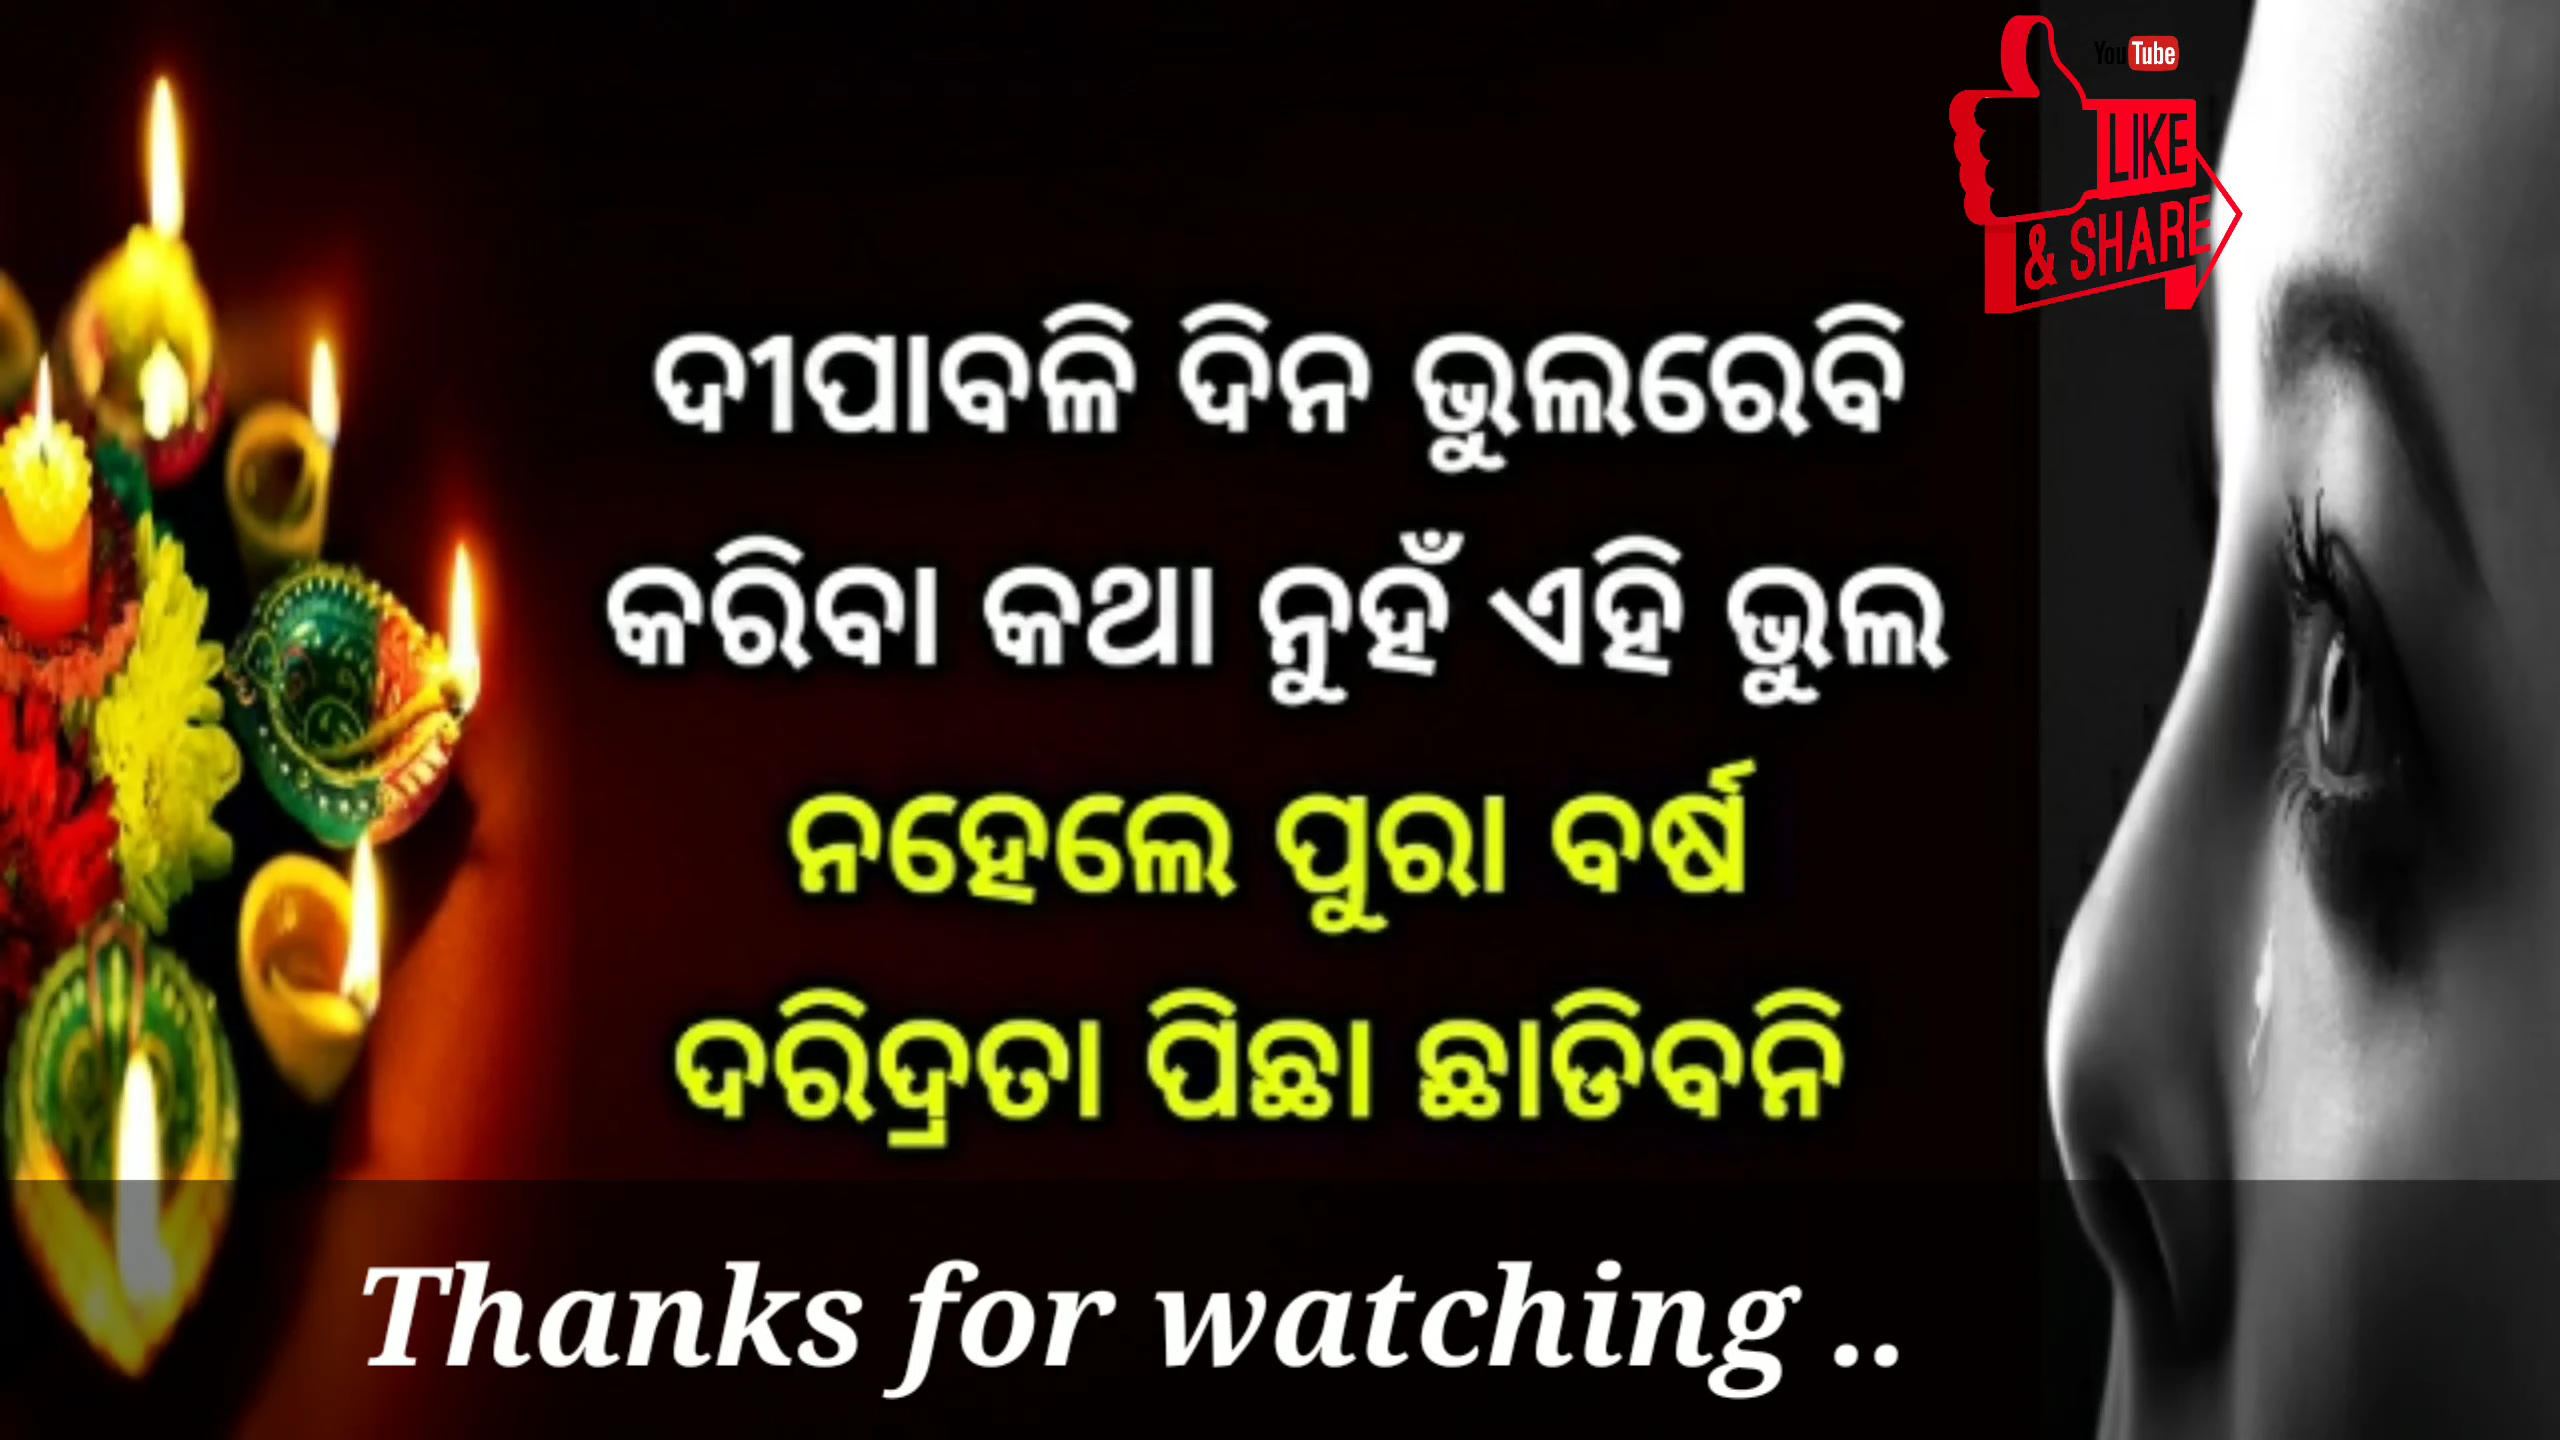 YouTube
LIKE
& SHARE
ଦୀପାବଳି ଦିନ ଭୁଲରେବି
କରିବା କଥା ନୁହଁ ଏହି ଭୁଲ
ନହେଲେ ପୁରା ବର୍ଷ
ଦରିଦ୍ରତା ପିଛା ଛାଡିବନି
Thanks for watching ..